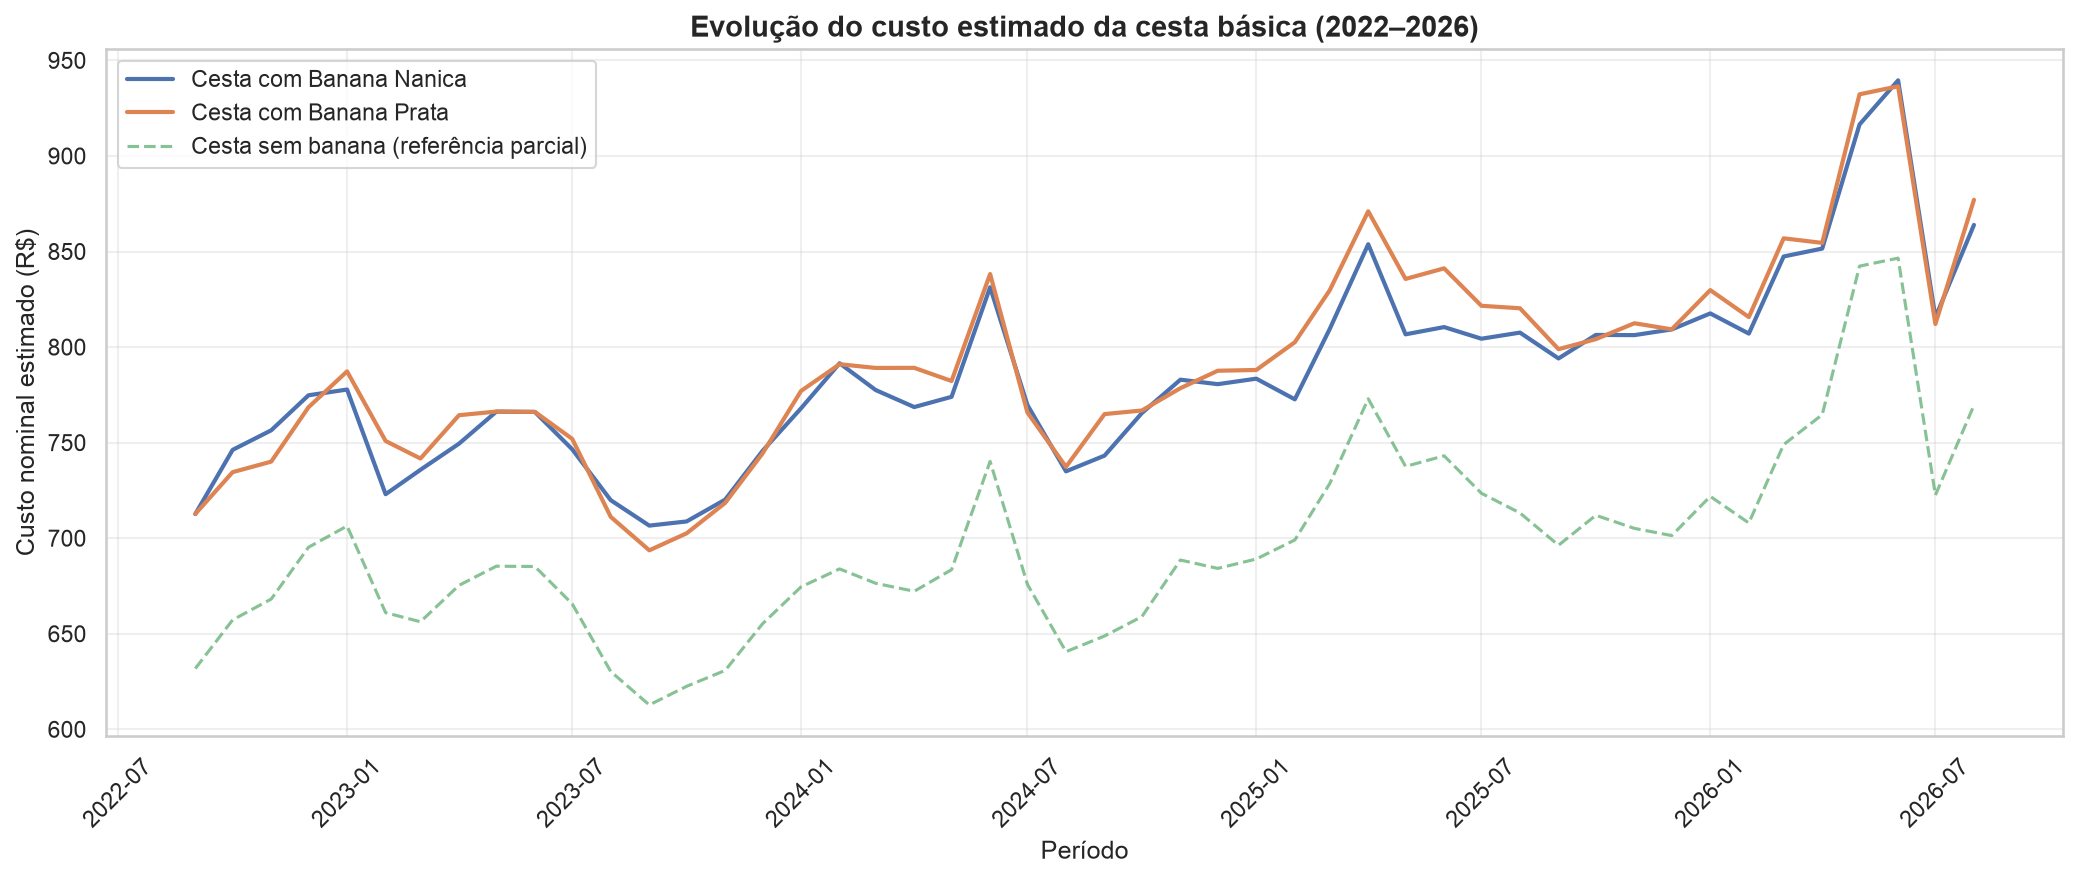 Evolução do custo estimado da cesta básica (2022–2026)
Cesta com Banana Nanica
Cesta com Banana Prata
Cesta sem banana (referência parcial)
Custo nominal estimado (R$)
950
900
850
800
750
700
650
600
2022-07
2023-01
2023-07
2024-01
2024-07
2025-01
2025-07
2026-01
2026-07
Período